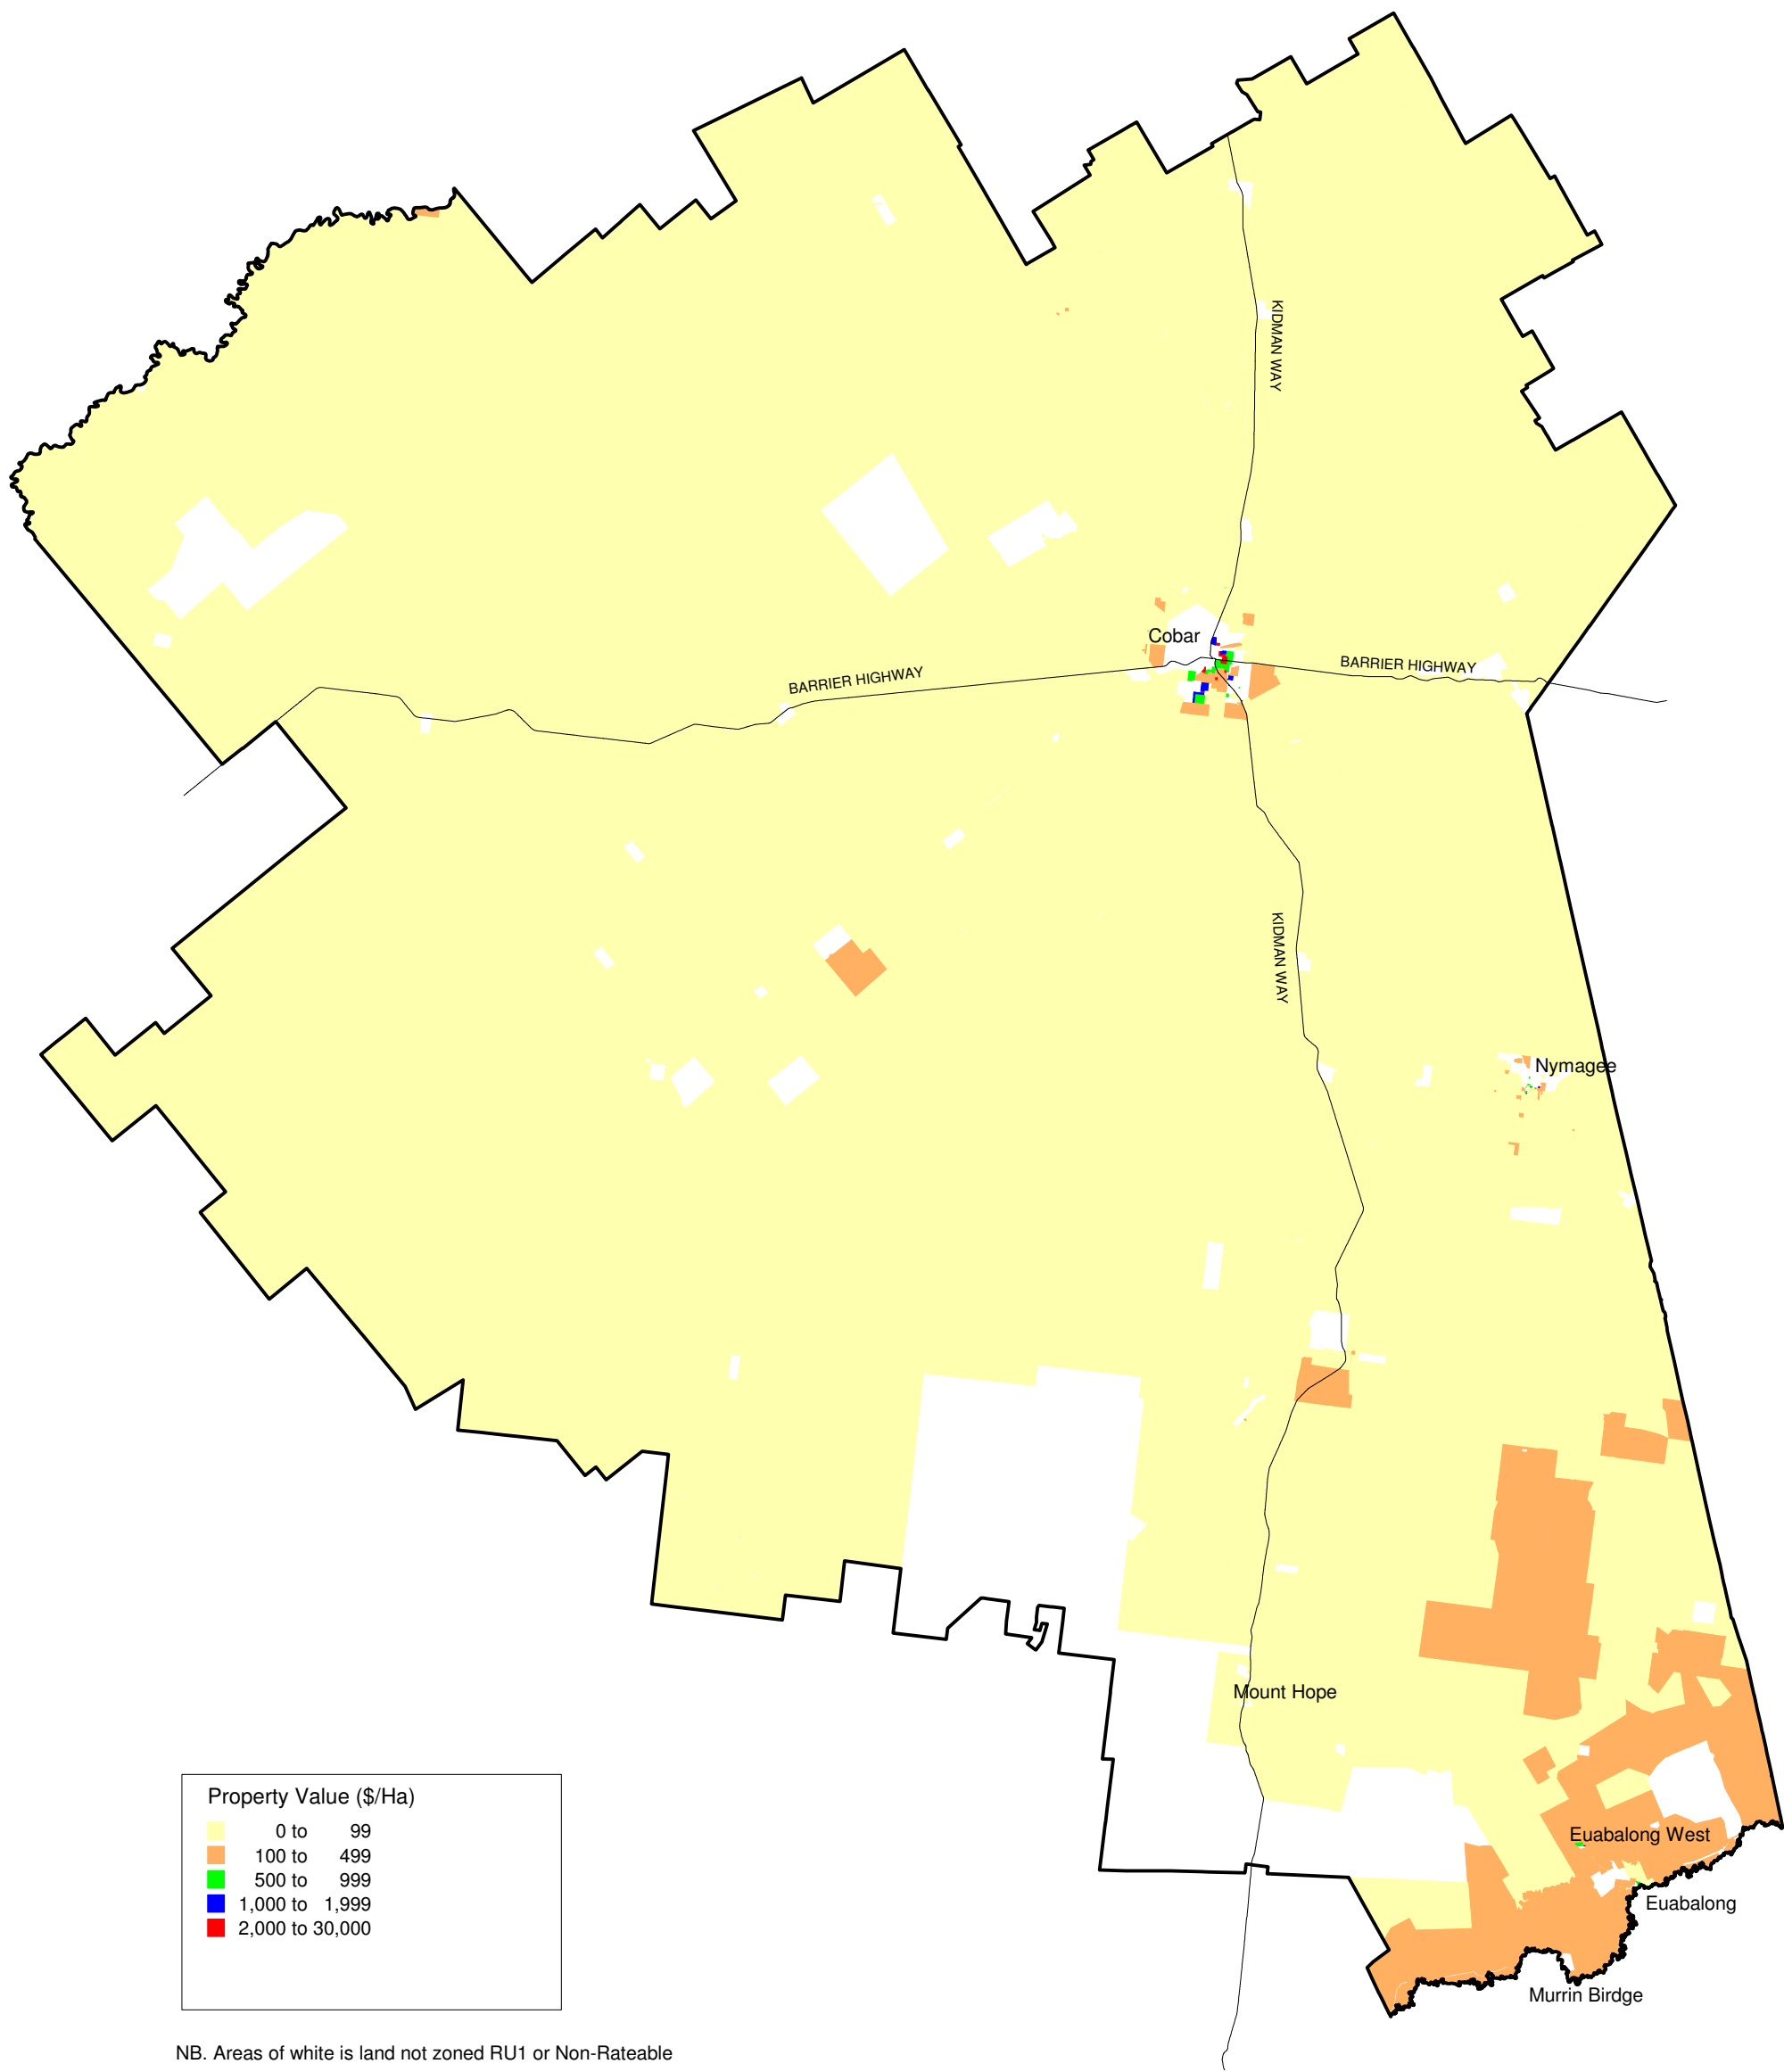 KIDMAN WAY
Cobar
BARRIER HIGHWAY
BARRIER HIGHWAY
KIDMAN WAY
Nymagee
Mount Hope
Property Value ($/Ha)
0 to 99
100 to 499
500 to 999
1,000 to 1,999
2,000 to 30,000
Euabalong West
Euabalong
Murrin Birdge
NB. Areas of white is land not zoned RU1 or Non-Rateable